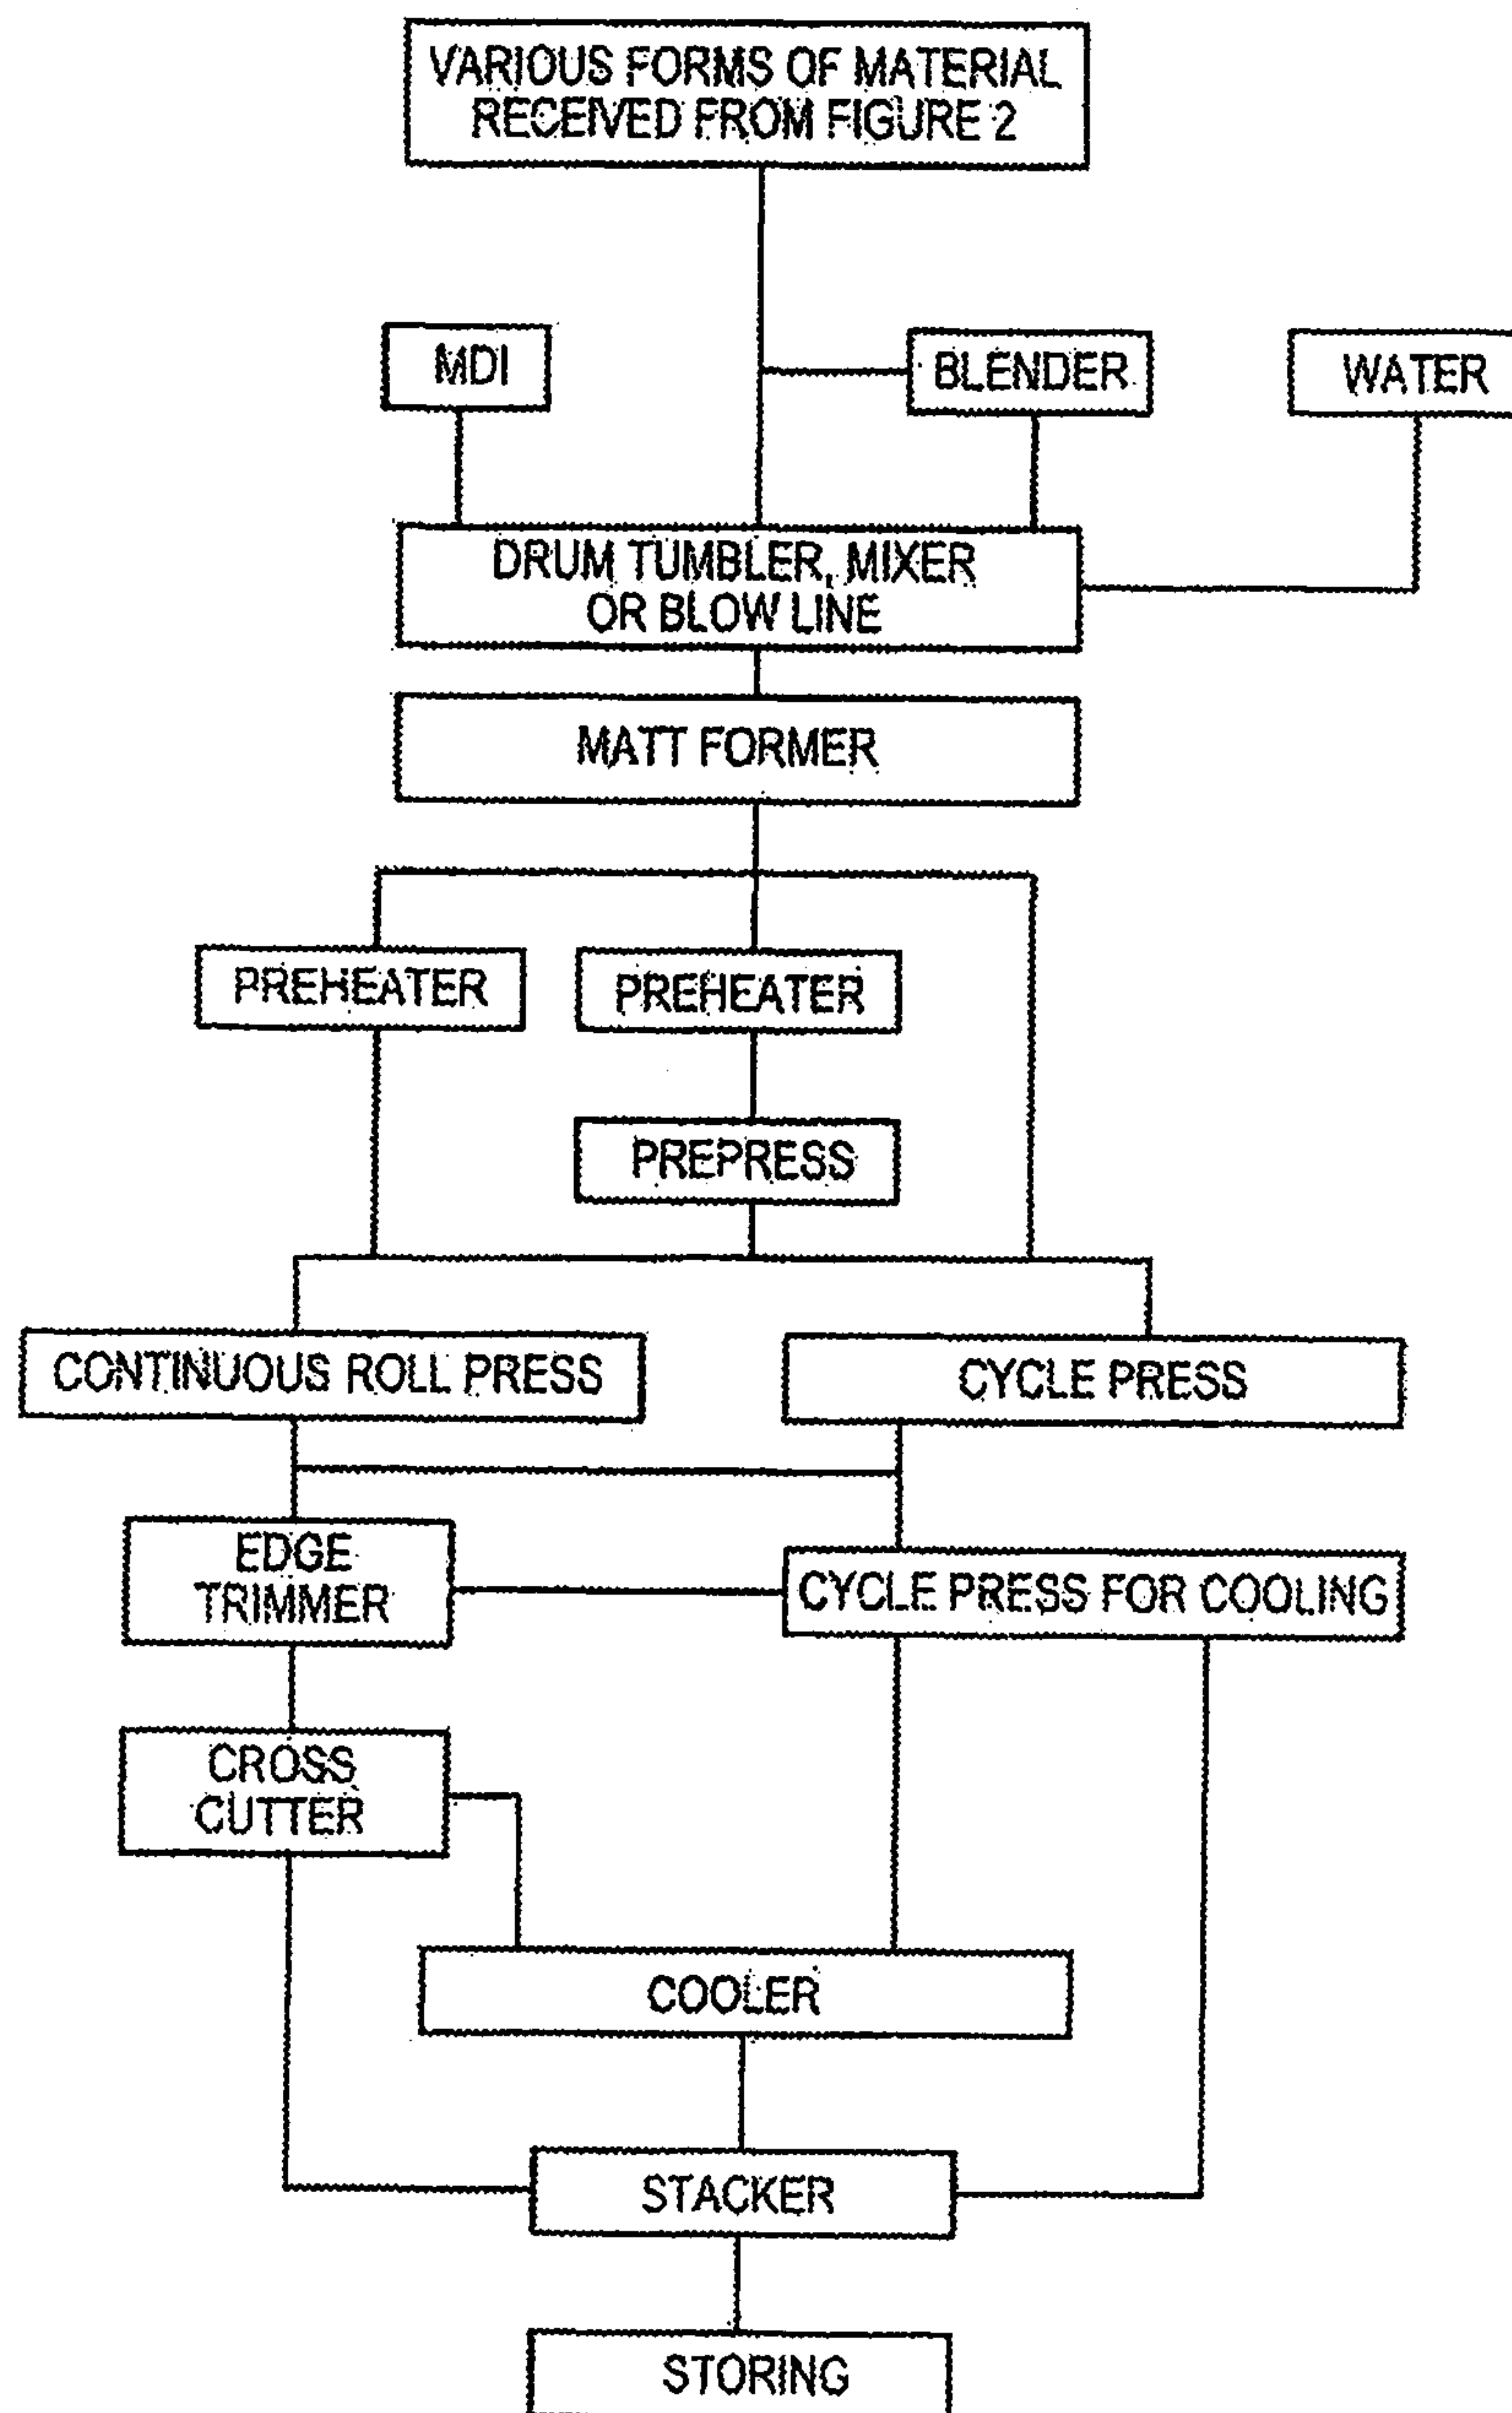 VARIOUS FORMS OF MATERIAL
RECEIVED FROM FIGURE 2
MDI
BLENDER
WATER
DRUM TUMBLER, MIXER
OR BLOW LINE
MATT FORMER
PREHEATER
PREHEATER
PREPRESS
CONTINUOUS ROLL PRESS
CYCLE PRESS
EDGE
TRIMMER
CYCLE PRESS FOR COOLING
CROSS
CUTTER
COOLER
STACKER
STORING